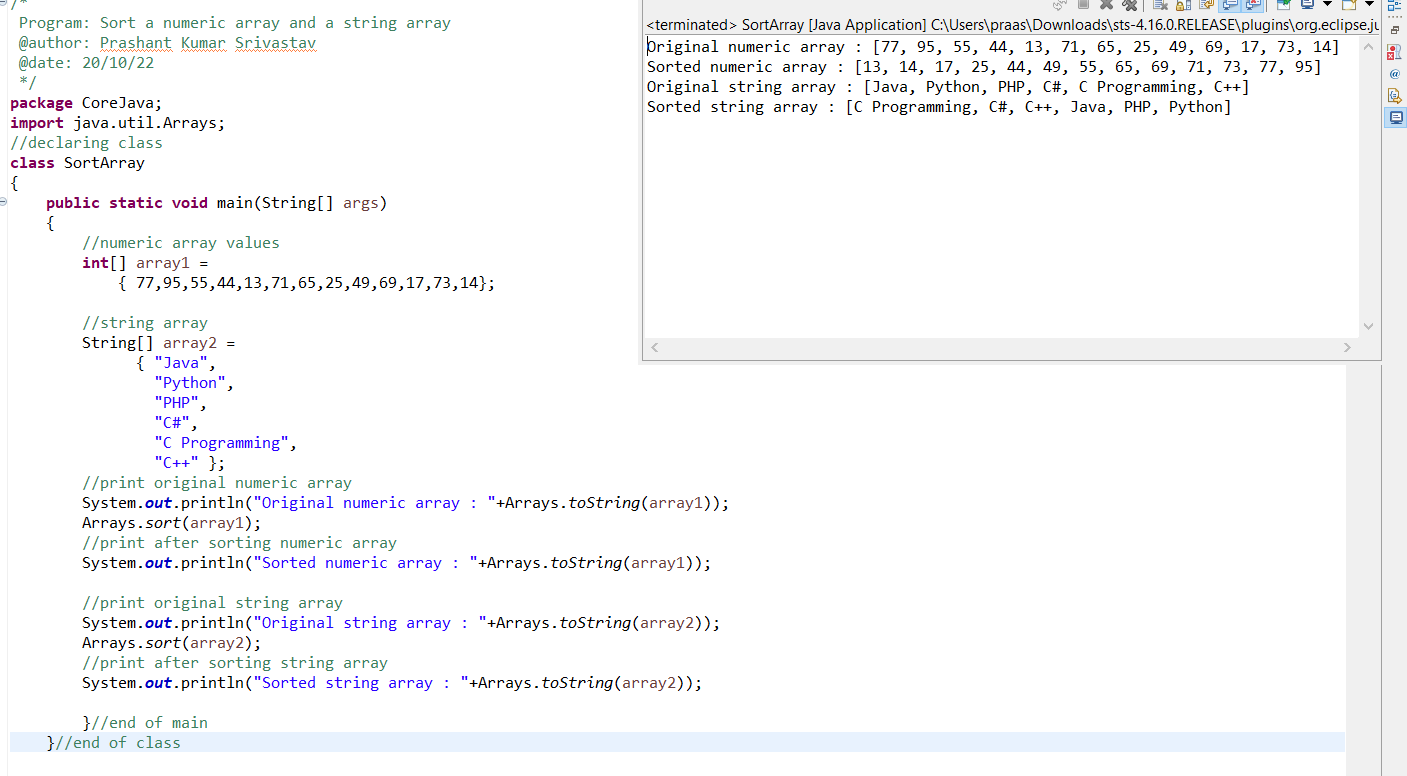 /*
 Program: Sort a numeric array and a string array
 @author: Prashant Kumar Srivastav
 @date: 20/10/22
 */
package CoreJava;
import java.util.Arrays;
//declaring class
class SortArray
{
    public static void main(String[] args)
    {
        //numeric array values
        int[] array1 =
            { 77,95,55,44,13,71,65,25,49,69,17,73,14};

        //string array
        String[] array2 =
              { "Java",
                "Python",
                "PHP",
                "C#",
                "C Programming",
                "C++" };
        //print original numeric array
        System.out.println("Original numeric array : "+Arrays.toString(array1));
        Arrays.sort(array1);
        //print after sorting numeric array
        System.out.println("Sorted numeric array : "+Arrays.toString(array1));

        //print original string array
        System.out.println("Original string array : "+Arrays.toString(array2));
        Arrays.sort(array2);
        //print after sorting string array
        System.out.println("Sorted string array : "+Arrays.toString(array2));

        }//end of main
    }//end of class
<terminated> SortArray [Java Application] C:\Users\praas\Downloads\sts-4.16.0.RELEASE\plugins\org.eclipse.ju
Original numeric array : [77, 95, 55, 44, 13, 71, 65, 25, 49, 69, 17, 73, 14]
Sorted numeric array : [13, 14, 17, 25, 44, 49, 55, 65, 69, 71, 73, 77, 95]
Original string array : [Java, Python, PHP, C#, C Programming, C++]
Sorted string array : [C Programming, C#, C++, Java, PHP, Python]